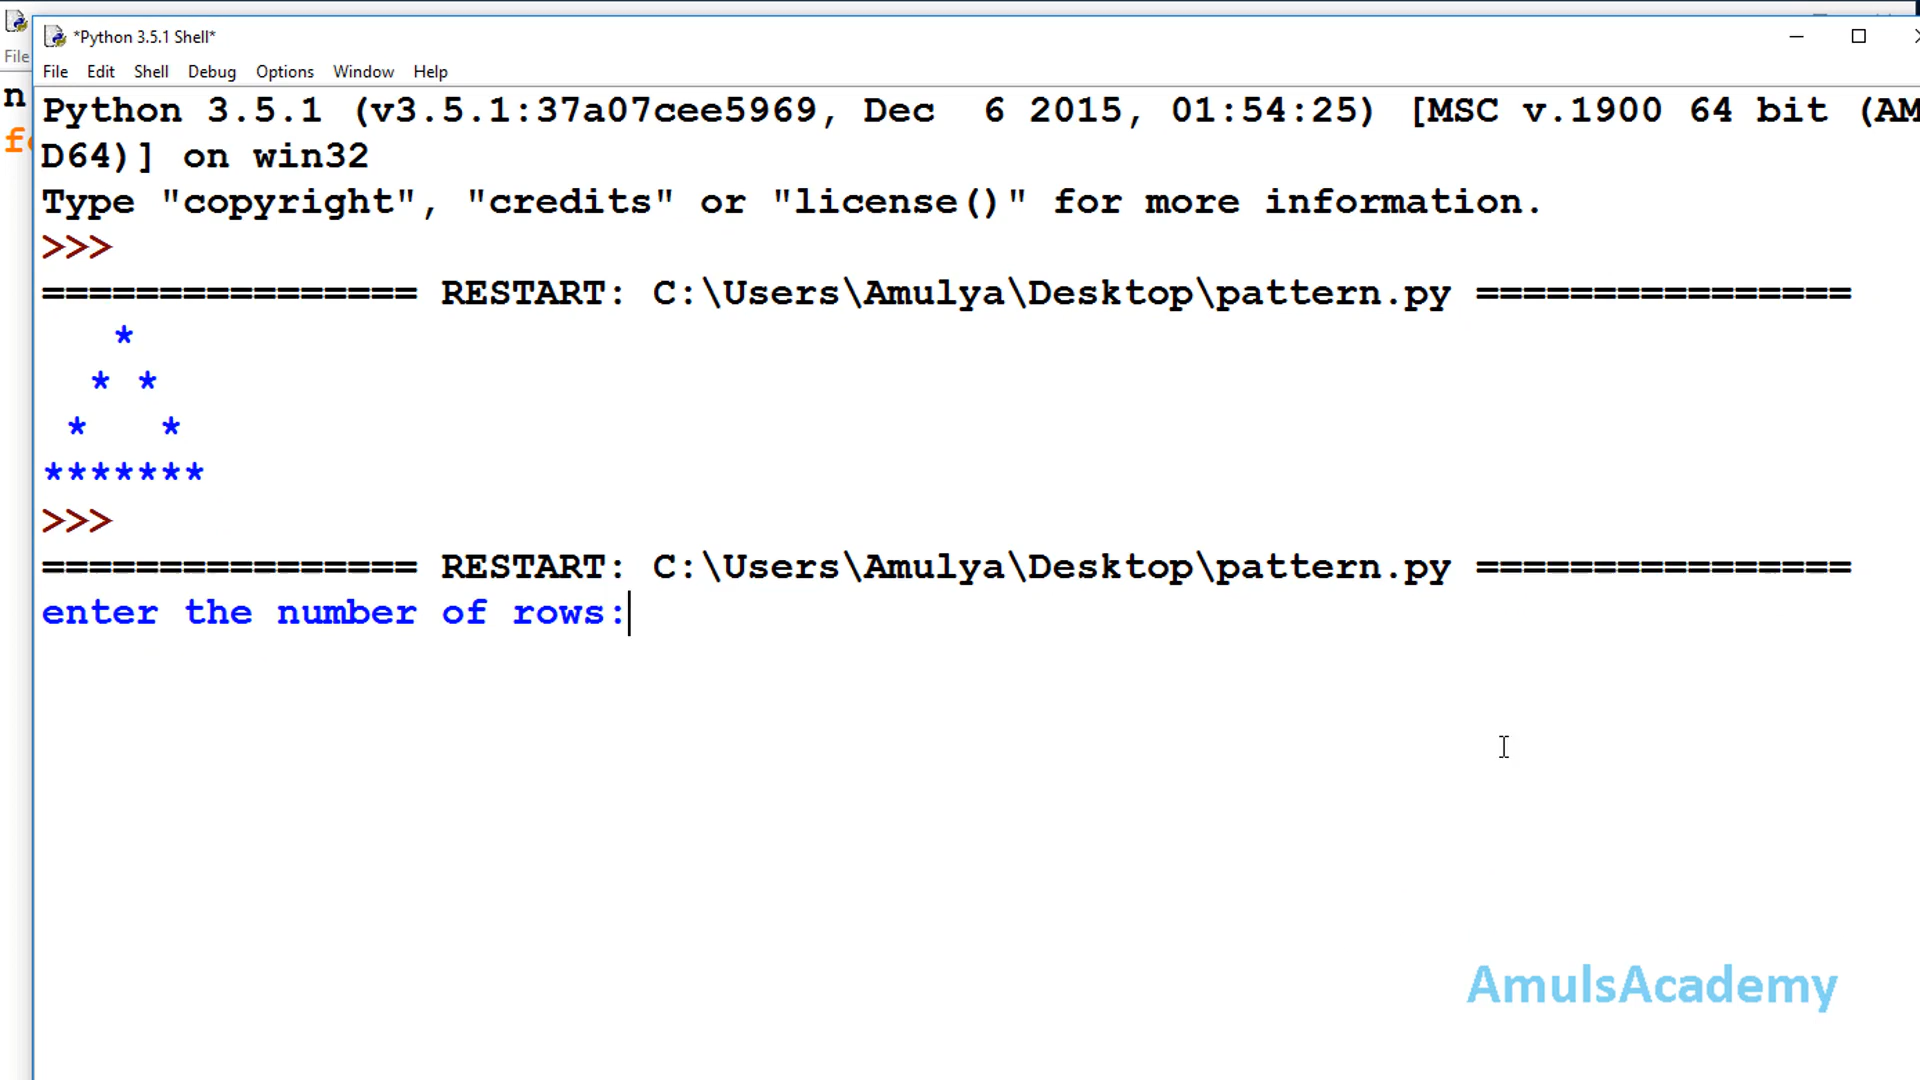 *Python 3.5.1 Shell*
File
File Edit Shell Debug Options Window Help
n
Python 3.5.1 (v3.5.1:37a07cee5969, Dec  6 2015, 01:54:25) [MSC v.1900 64 bit (AM
D64)] on win32
Type "copyright", "credits" or "license()" for more information.
>>>
================ RESTART: C:\Users\Amulya\Desktop\pattern.py ================
   *
  * *
 *   *
*******
>>>
================ RESTART: C:\Users\Amulya\Desktop\pattern.py ================
enter the number of rows:
AmulsAcademy